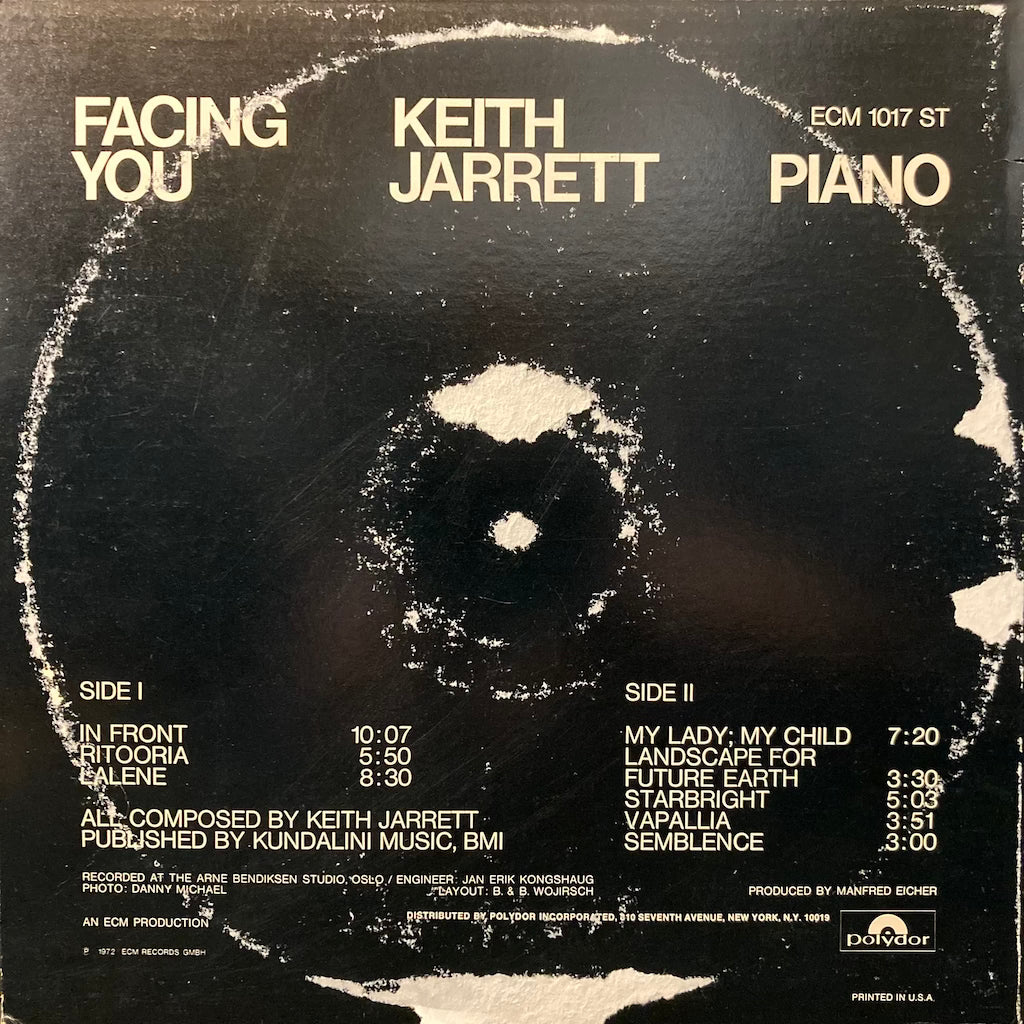 FACING
YOU
KEITH
JARRETT
ECM 1017 ST
PIANO
SIDE I
IN FRONT 10:07
RITOORIA 5:50
LALENE 8:30
ALL COMPOSED BY KEITH JARRETT
PUBLISHED BY KUNDALINI MUSIC, BMI
SIDE II
MY LADY; MY CHILD 7:20
LANDSCAPE FOR
FUTURE EARTH 3:30
STARBRIGHT 5:03
VAPALLIA 3:51
SEMBLENCE 3:00
RECORDED AT THE ARNE BENDIKSEN STUDIO, OSLO / ENGINEER: JAN ERIK KONGSHAUG
PHOTO: DANNY MICHAEL LAYOUT: B. & B. WOJIRSCH
PRODUCED BY MANFRED EICHER
AN ECM PRODUCTION
DISTRIBUTED BY POLYDOR INCORPORATED, 810 SEVENTH AVENUE, NEW YORK, N.Y. 10019
polydor
℗ 1972 ECM RECORDS GMBH
PRINTED IN U.S.A.